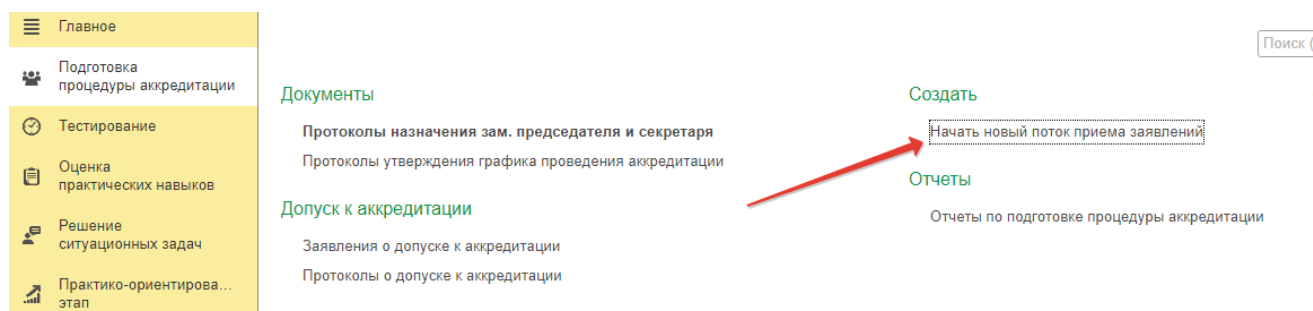 Главное
Подготовка
процедуры аккредитации
Тестирование
Оценка
практических навыков
Решение
ситуационных задач
Практико-ориентирова...
этап
Поиск (
Документы
Протоколы назначения зам. председателя и секретаря
Протоколы утверждения графика проведения аккредитации
Допуск к аккредитации
Заявления о допуске к аккредитации
Протоколы о допуске к аккредитации
Создать
Начать новый поток приема заявлений
Отчеты
Отчеты по подготовке процедуры аккредитации